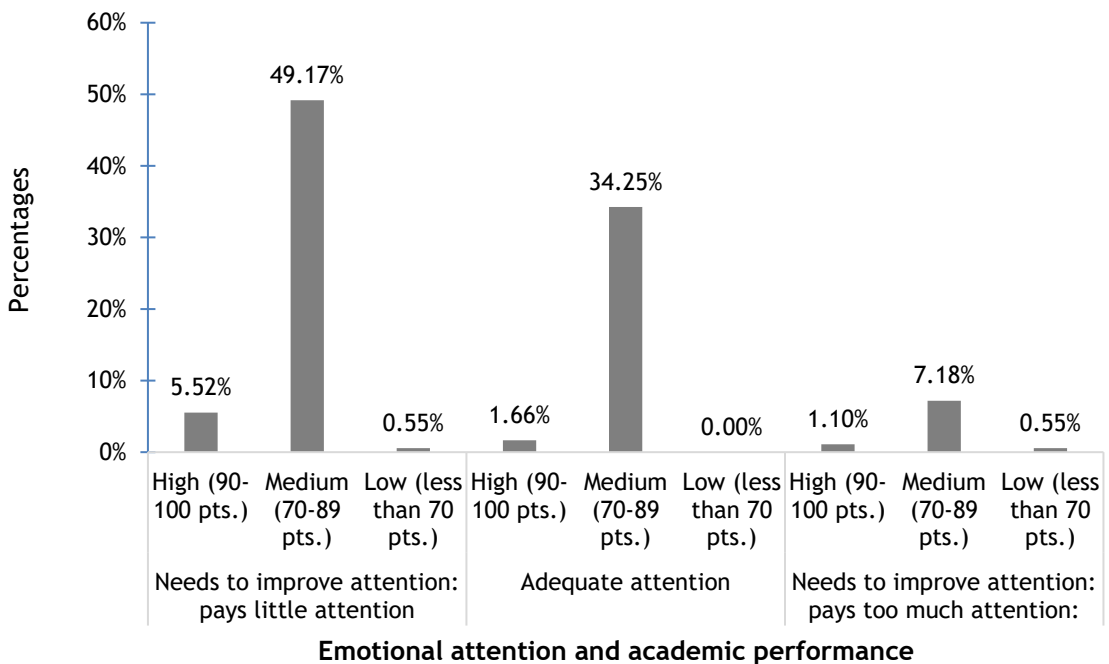 60%
50%
40%
30%
20%
10%
0%
Percentages
5.52%
49.17%
0.55%
1.66%
34.25%
0.00%
1.10%
7.18%
0.55%
High (90-
100 pts.)
Medium
(70-89
pts.)
Low (less
than 70
pts.)
High (90-
100 pts.)
Medium
(70-89
pts.)
Low (less
than 70
pts.)
High (90-
100 pts.)
Medium
(70-89
pts.)
Low (less
than 70
pts.)
Needs to improve attention:
pays little attention
Adequate attention
Needs to improve attention:
pays too much attention:
Emotional attention and academic performance